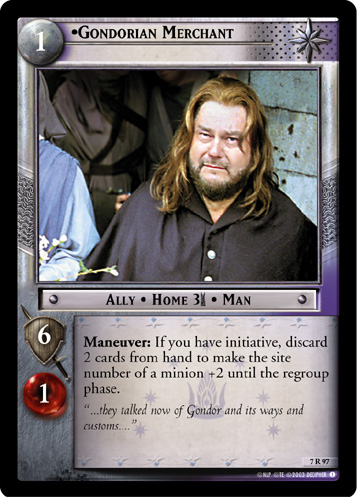 1
•Gondorian Merchant
Ally • Home 3 • Man
6
1
Maneuver: If you have initiative, discard
2 cards from hand to make the site
number of a minion +2 until the regroup
phase.
“...they talked now of Gondor and its ways and
customs....”
7 R 97